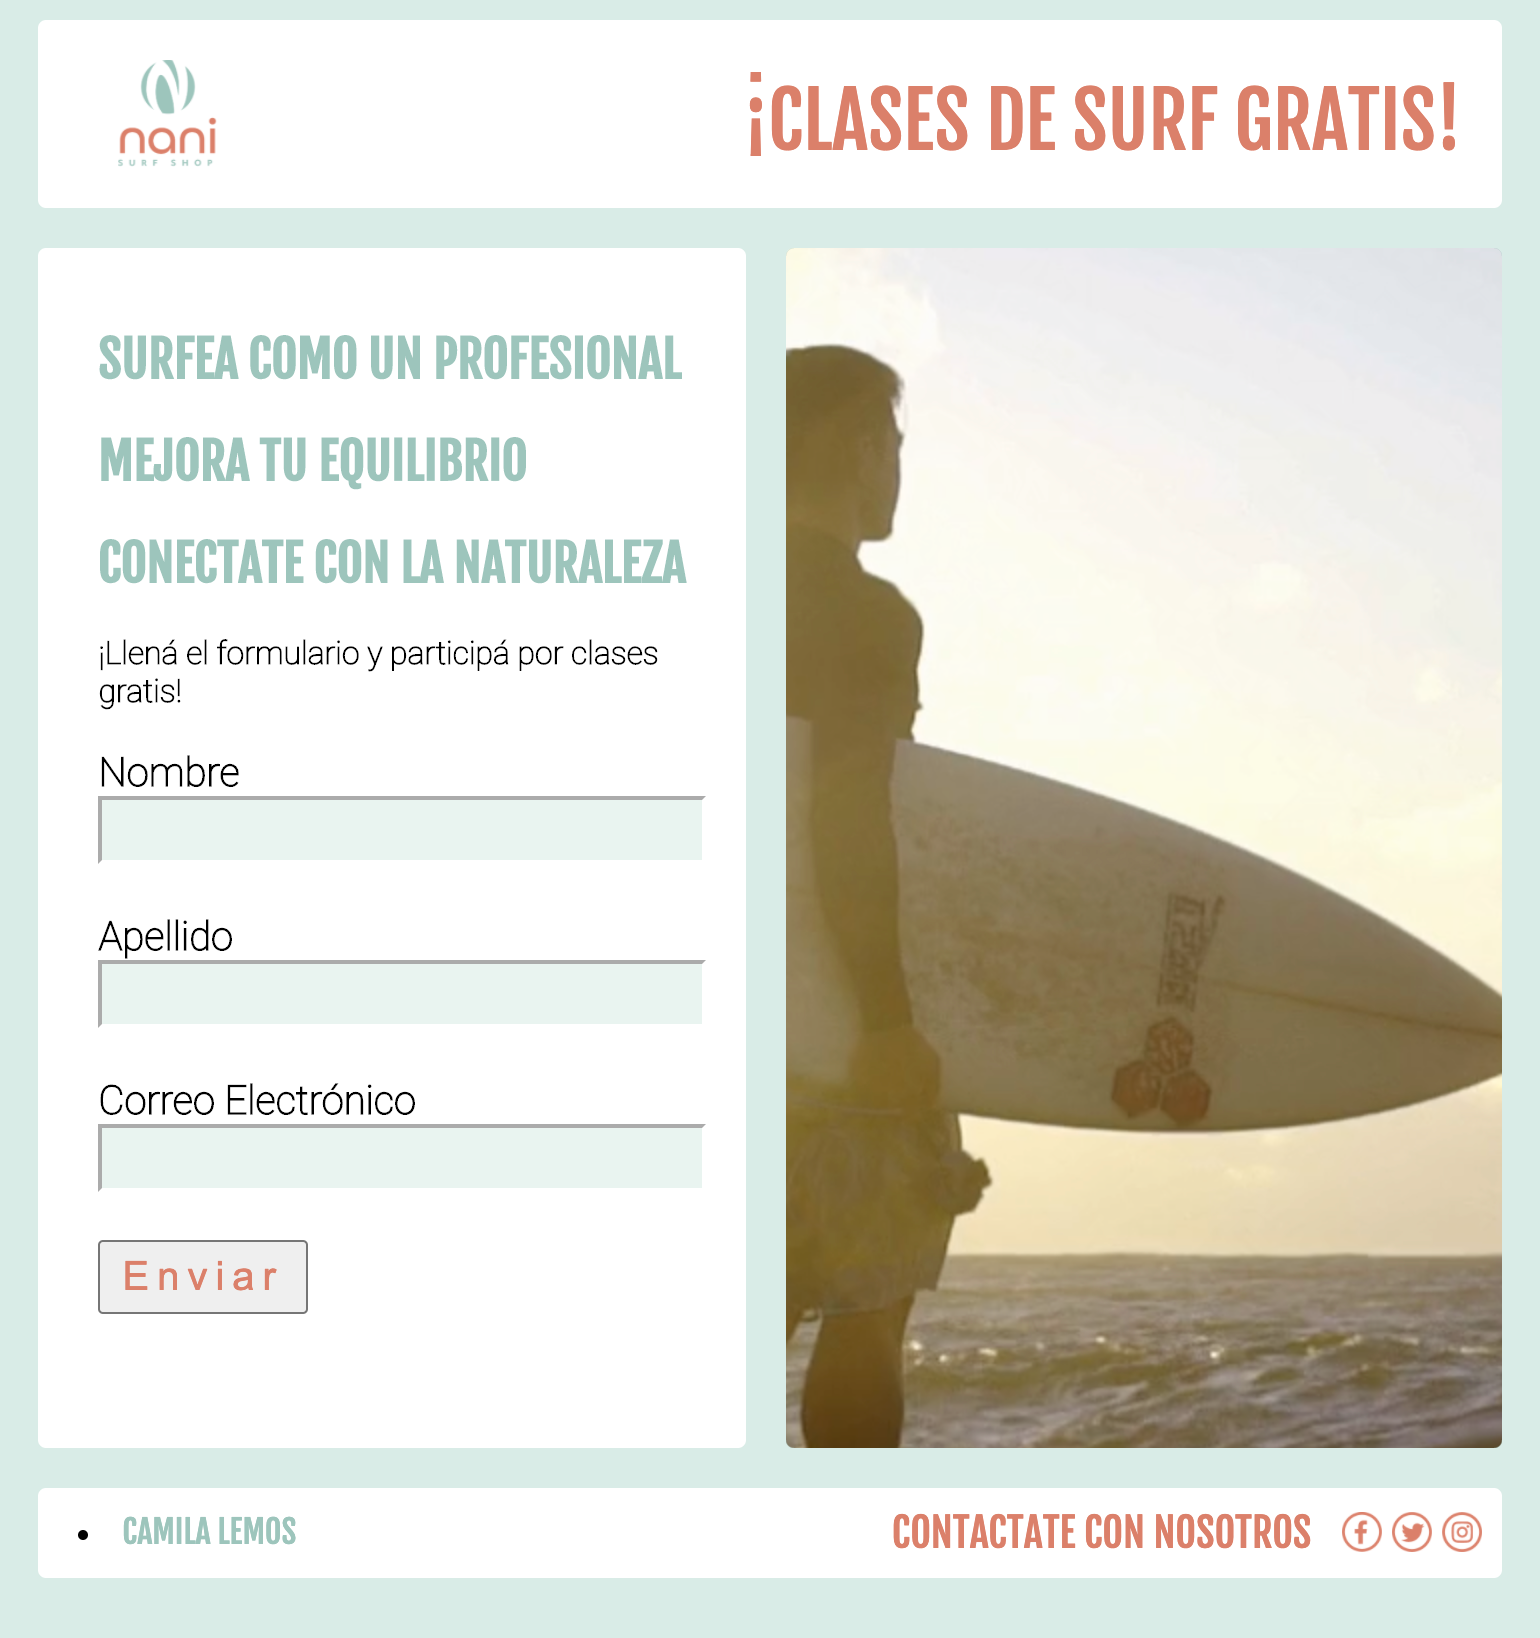 nani
SURF SHOP
¡CLASES DE SURF GRATIS!
SURFEA COMO UN PROFESIONAL
MEJORA TU EQUILIBRIO
CONECTATE CON LA NATURALEZA
¡Llená el formulario y participá por clases
gratis!
Nombre
Apellido
Correo Electrónico
Enviar
CAMILA LEMOS
CONTACTATE CON NOSOTROS